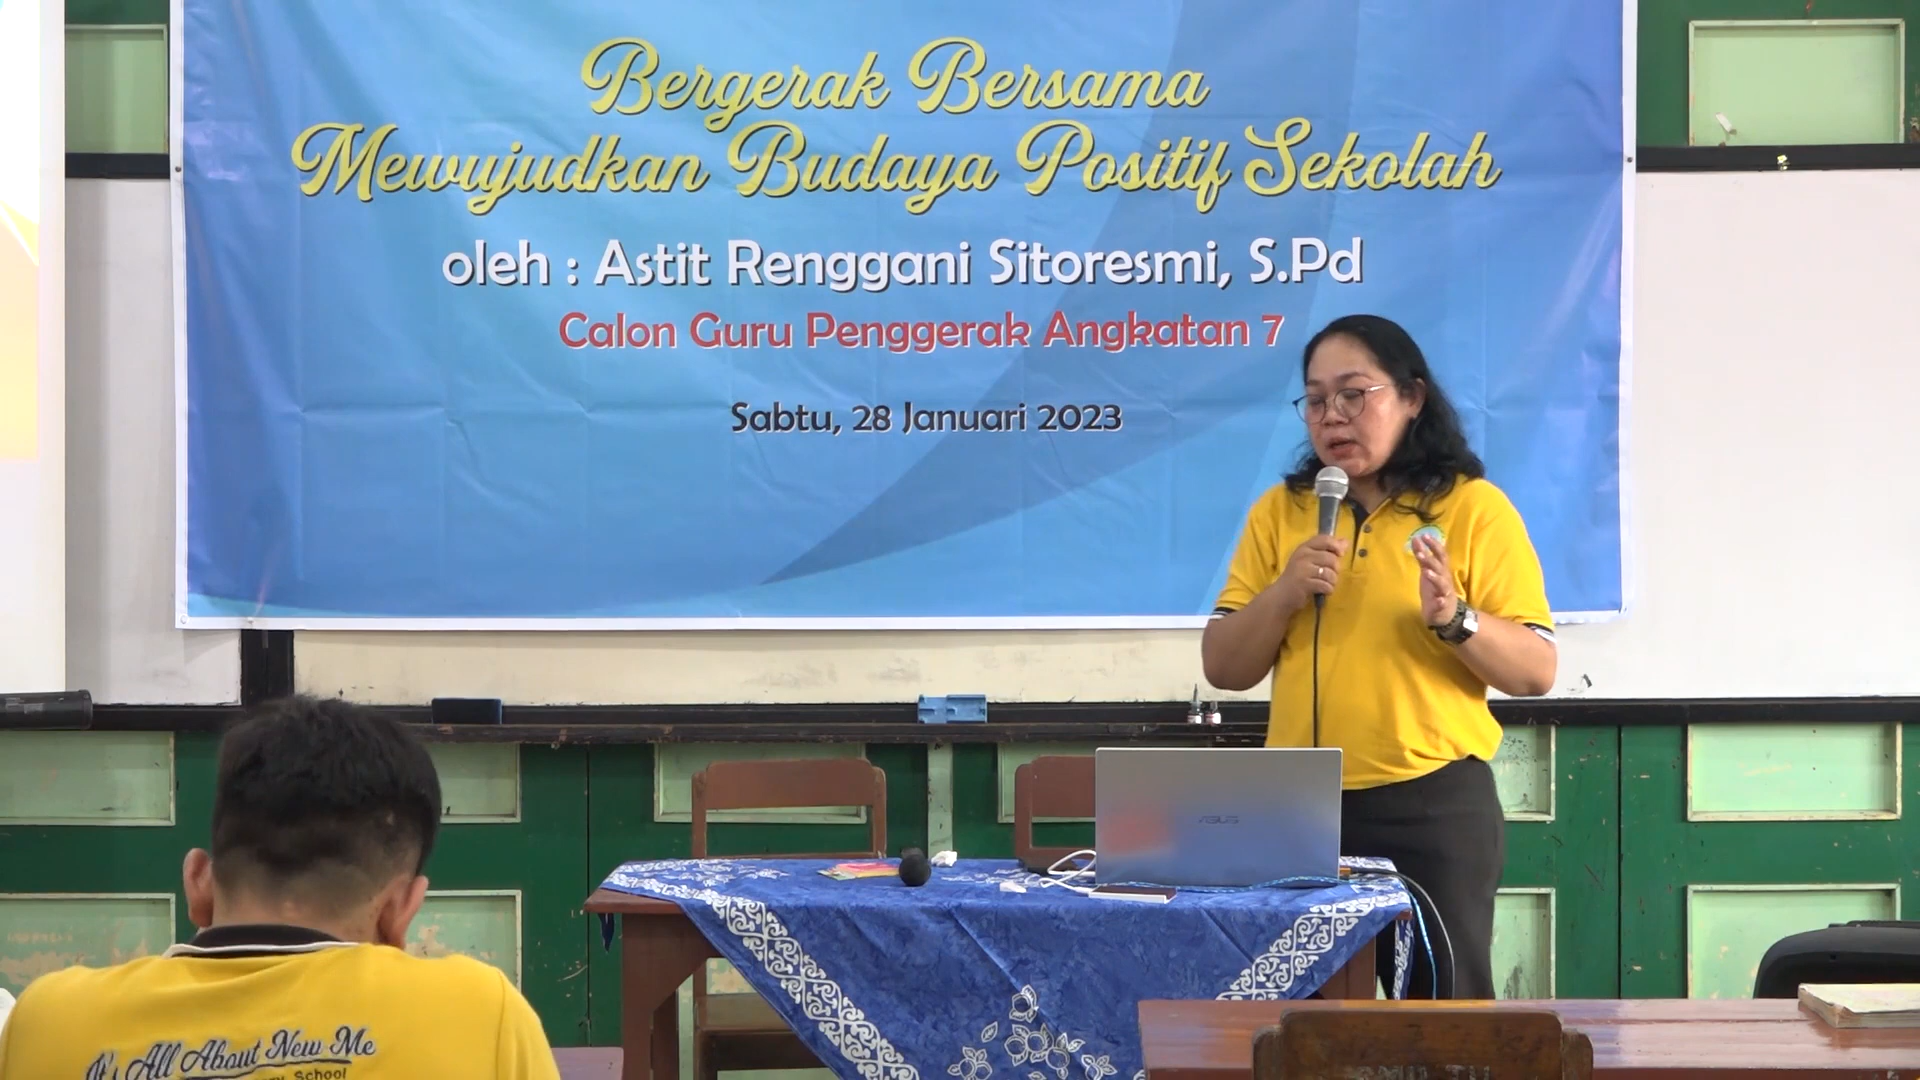 Bergerak Bersama
Mewujudkan Budaya Positif Sekolah
oleh : Astit Renggani Sitoresmi, S.Pd
Calon Guru Penggerak Angkatan 7
Sabtu, 28 Januari 2023
ASUS
It's All About New Me
School